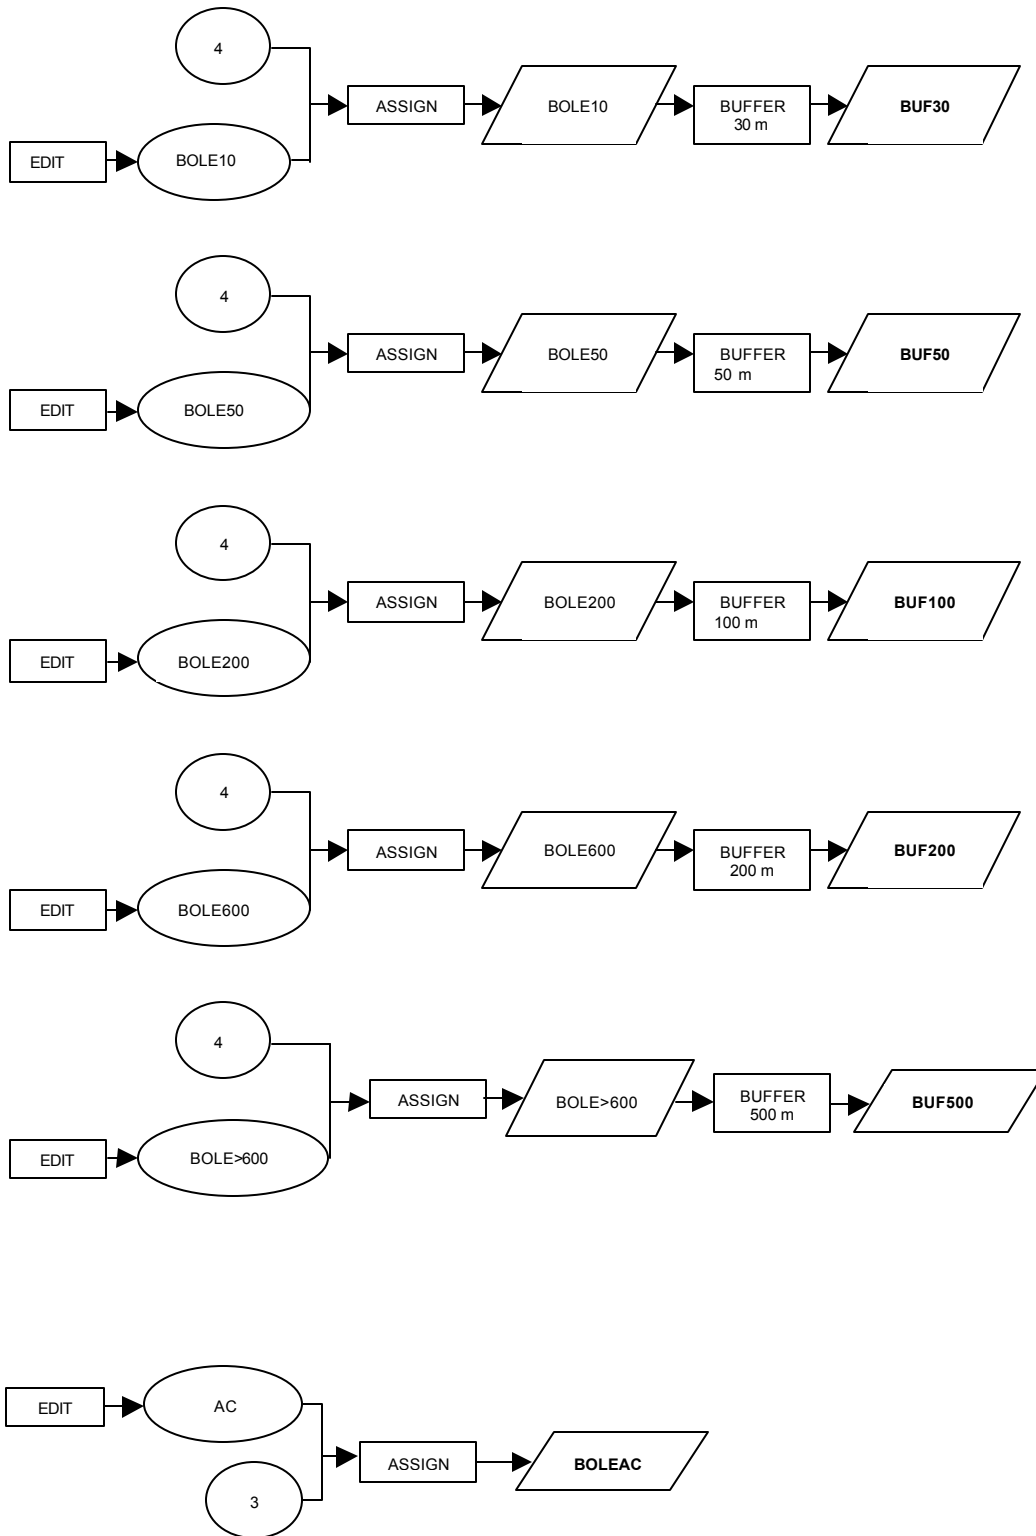 4
ASSIGN
BOLE10
BUFFER
30 m
BUF30
EDIT
BOLE10
4
ASSIGN
BOLE50
BUFFER
50 m
BUF50
EDIT
BOLE50
4
ASSIGN
BOLE200
BUFFER
100 m
BUF100
EDIT
BOLE200
4
ASSIGN
BOLE600
BUFFER
200 m
BUF200
EDIT
BOLE600
4
ASSIGN
BOLE>600
BUFFER
500 m
BUF500
EDIT
BOLE>600
EDIT
AC
ASSIGN
BOLEAC
3